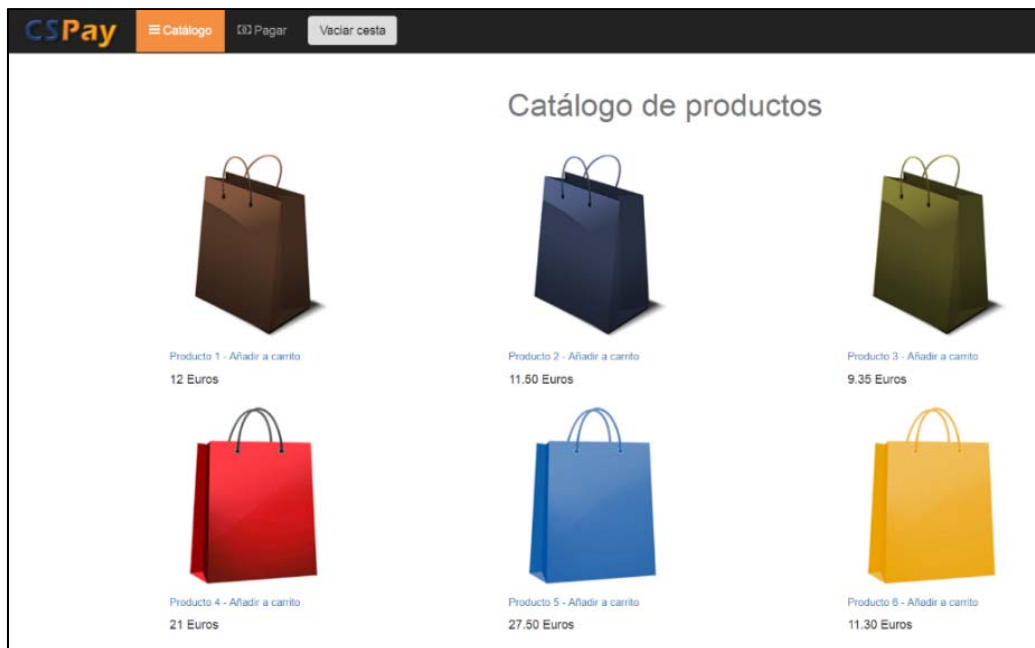 CSPay Catálogo Pagar Vaciar cesta
Catálogo de productos
Producto 1 - Añadir a carrito
12 Euros
Producto 2 - Añadir a carrito
11.50 Euros
Producto 3 - Añadir a carrito
9.35 Euros
Producto 4 - Añadir a carrito
21 Euros
Producto 5 - Añadir a carrito
27.50 Euros
Producto 6 - Añadir a carrito
11.30 Euros